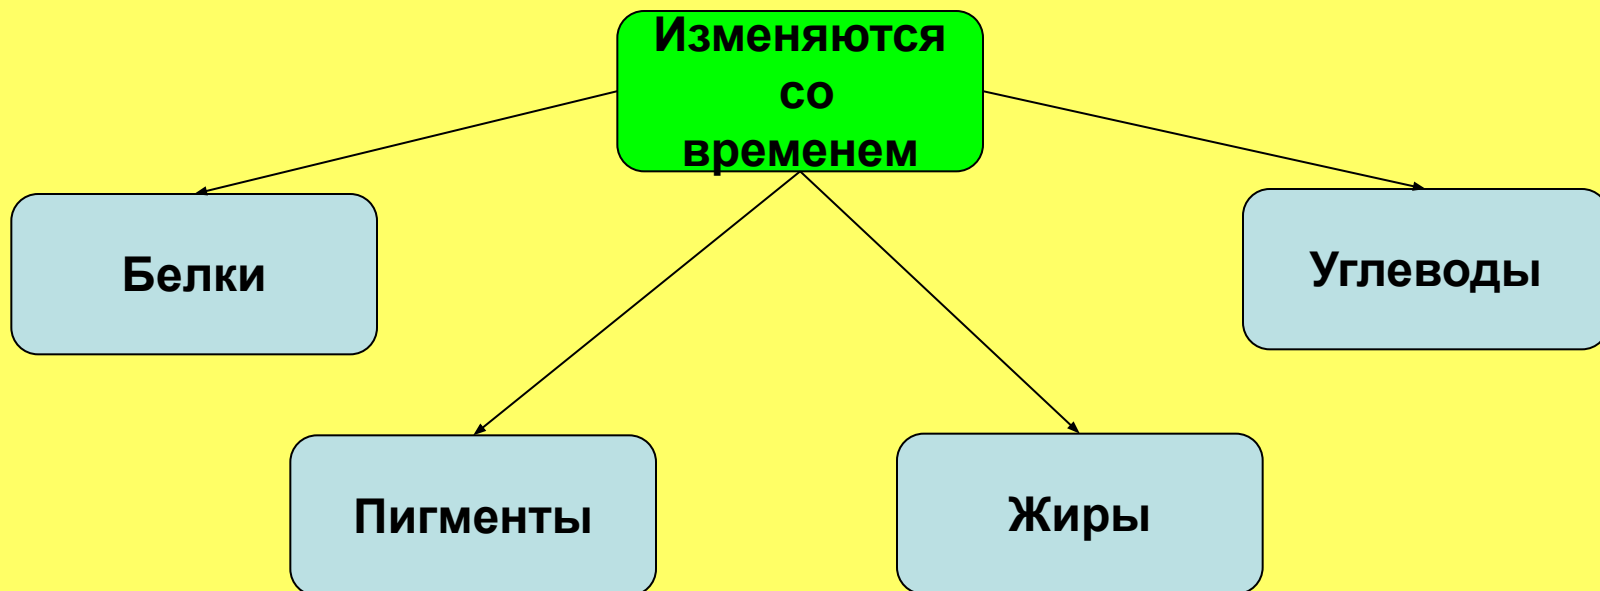 Изменяются
со
временем
Белки
Углеводы
Пигменты
Жиры